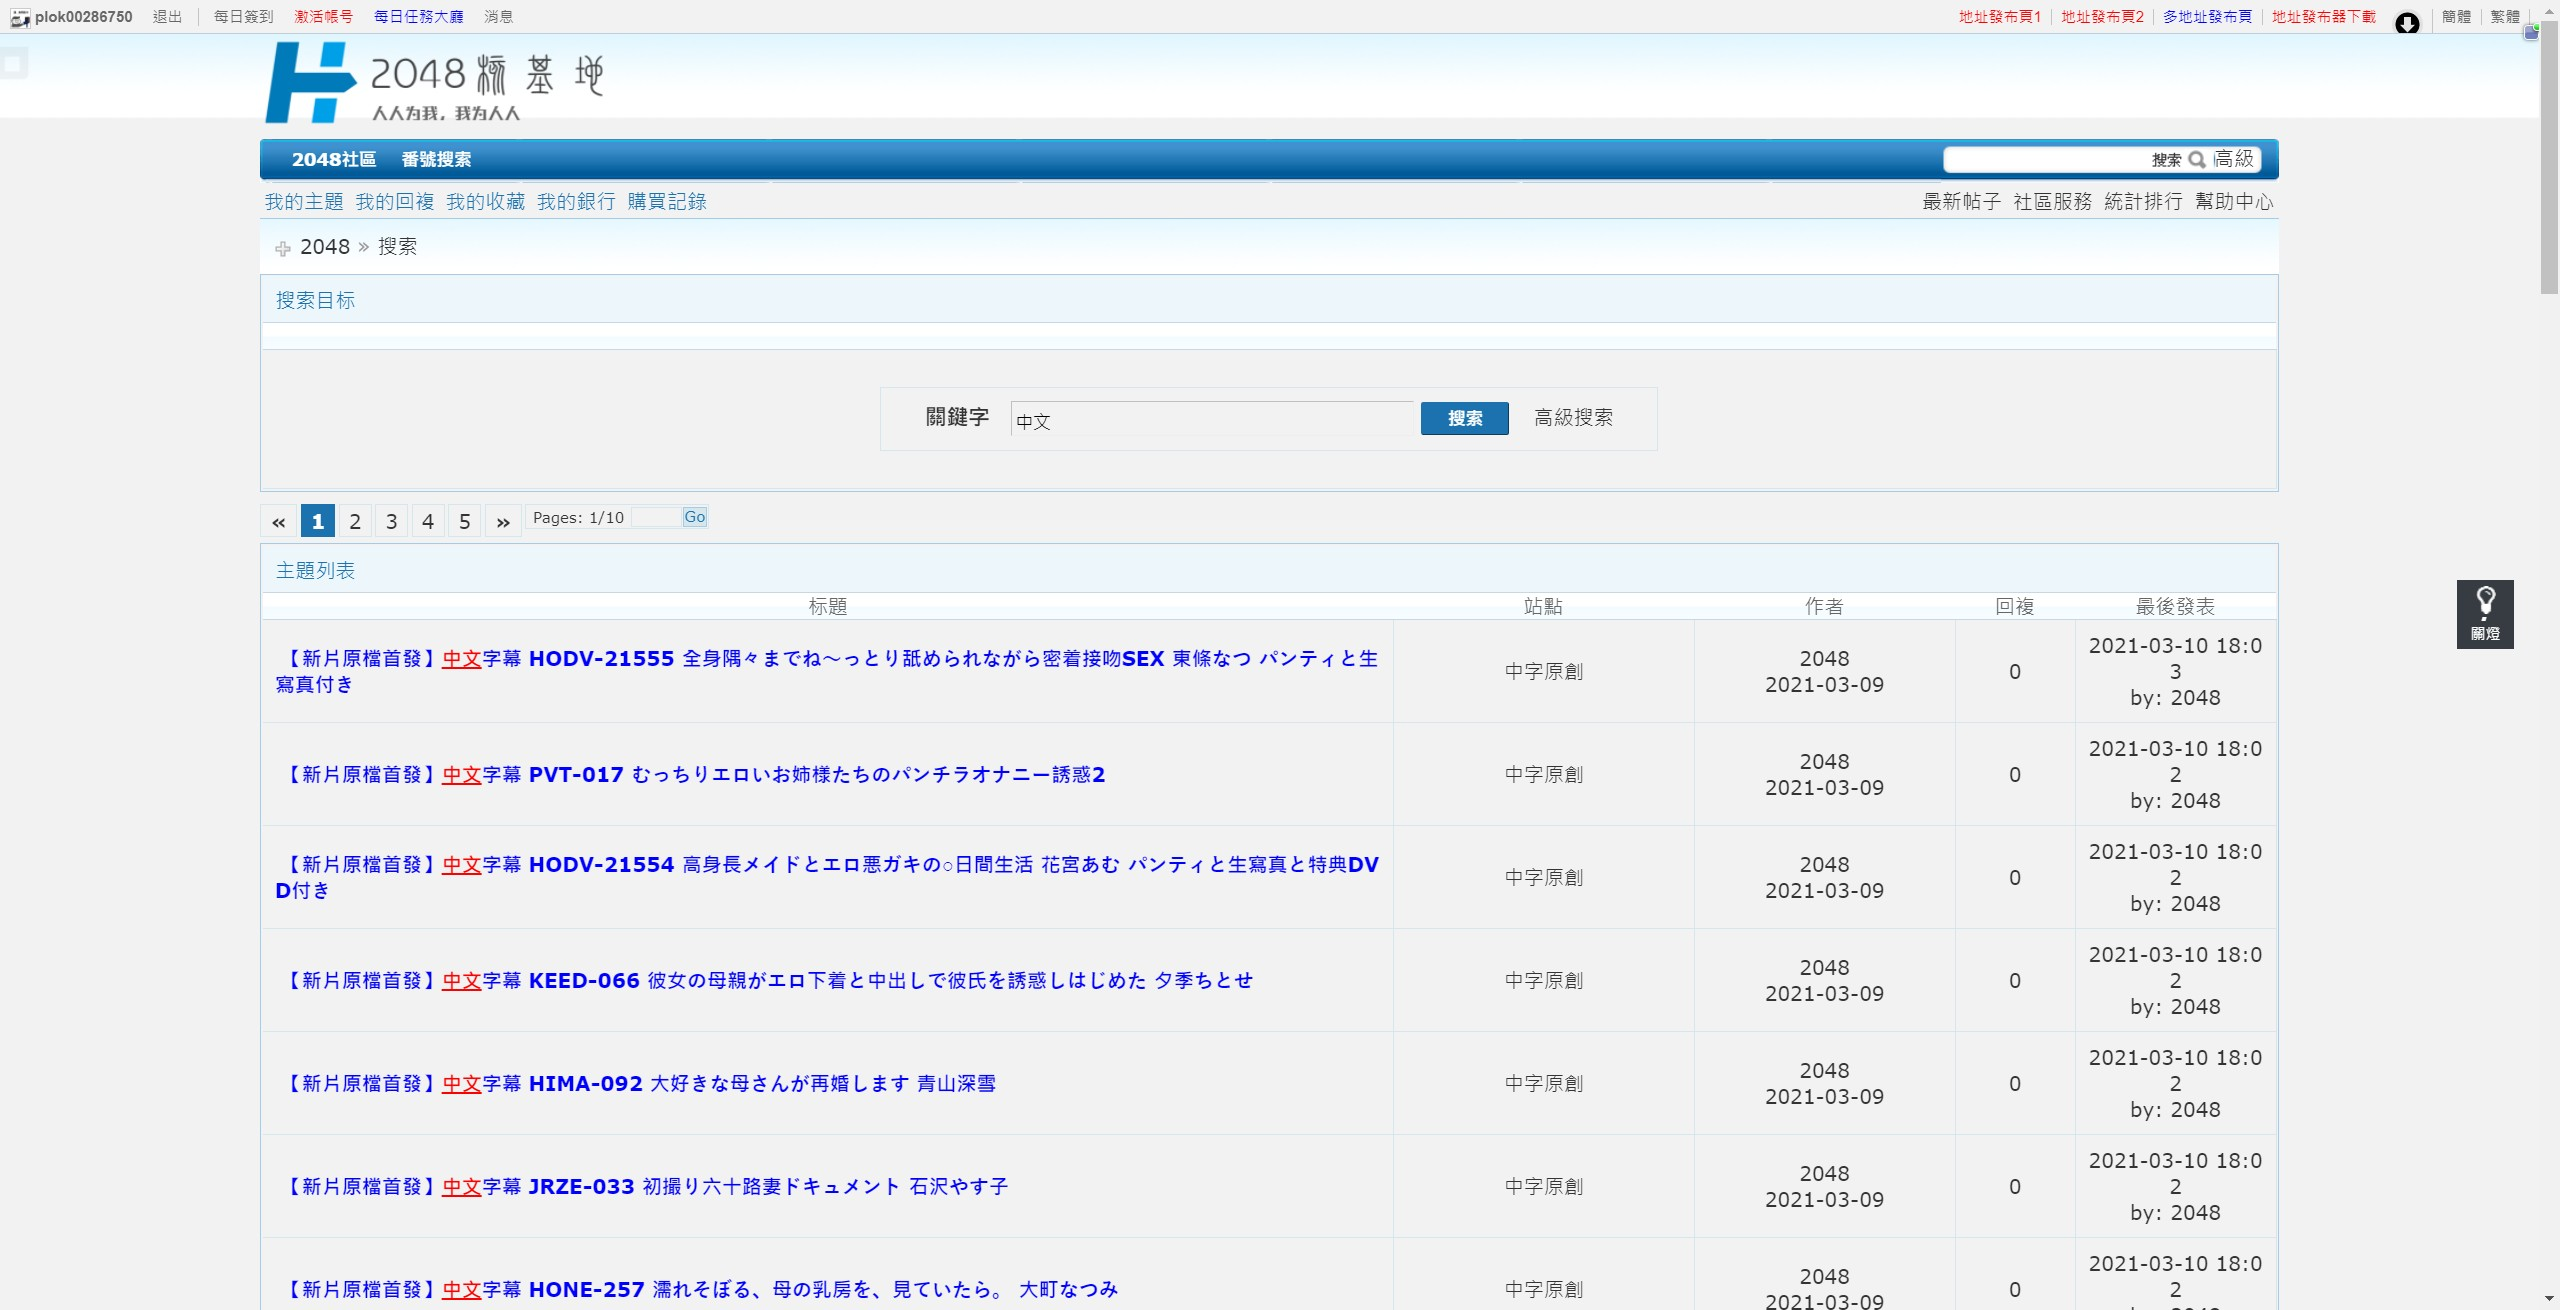 plok00286750 退出 每日簽到 激活帳号 每日任務大廳 消息 地址發布頁1 地址發布頁2 多地址發布頁 地址發布器下載 簡體 繁體
2048核基地
人人为我，我为人人
2048社區 番號搜索 搜索 高級
我的主題 我的回複 我的收藏 我的銀行 購買記錄 最新帖子 社區服務 統計排行 幫助中心
2048 » 搜索
搜索目标
關鍵字 中文 搜索 高級搜索
« 1 2 3 4 5 » Pages: 1/10 Go
主題列表
标題 站點 作者 回複 最後發表
【新片原檔首發】中文字幕 HODV-21555 全身隅々までね～っとり舐められながら密着接吻SEX 東條なつ パンティと生
寫真付き
中字原創
2048
2021-03-09
0
2021-03-10 18:0
3
by: 2048
【新片原檔首發】中文字幕 PVT-017 むっちりエロいお姉様たちのパンチラオナニー誘惑2
中字原創
2048
2021-03-09
0
2021-03-10 18:0
2
by: 2048
【新片原檔首發】中文字幕 HODV-21554 高身長メイドとエロ悪ガキの○日間生活 花宮あむ パンティと生寫真と特典DV
D付き
中字原創
2048
2021-03-09
0
2021-03-10 18:0
2
by: 2048
【新片原檔首發】中文字幕 KEED-066 彼女の母親がエロ下着と中出しで彼氏を誘惑しはじめた 夕季ちとせ
中字原創
2048
2021-03-09
0
2021-03-10 18:0
2
by: 2048
【新片原檔首發】中文字幕 HIMA-092 大好きな母さんが再婚します 青山深雪
中字原創
2048
2021-03-09
0
2021-03-10 18:0
2
by: 2048
【新片原檔首發】中文字幕 JRZE-033 初撮り六十路妻ドキュメント 石沢やす子
中字原創
2048
2021-03-09
0
2021-03-10 18:0
2
by: 2048
【新片原檔首發】中文字幕 HONE-257 濡れそぼる、母の乳房を、見ていたら。 大町なつみ
中字原創
2048
2021-03-09
0
2021-03-10 18:0
2
關燈